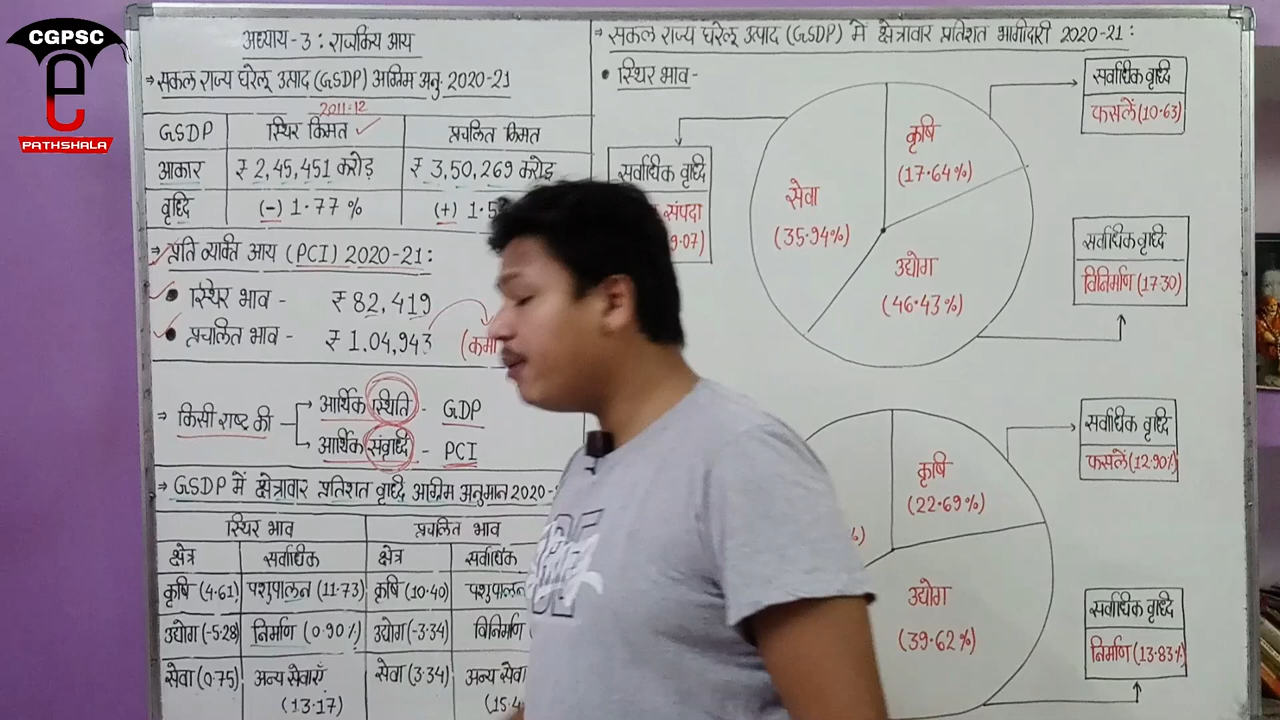 CGPSC
e
PATHSHALA
अध्याय-3 : राजकिय आय
→ सकल राज्य घरेलू उत्पाद (GSDP) अग्रिम अनु. 2020-21
2011-12
GSDP स्थिर किमत ✓ प्रचलित किमत
आकार ₹ 2,45,451 करोड़ ₹ 3,50,269 करोड़
वृध्दि (-) 1.77 % (+) 1.5
→ प्रति व्यक्ति आय (PCI) 2020-21 :
• स्थिर भाव - ₹ 82,419
• प्रचलित भाव - ₹ 1,04,943 (कमी
→ किसी राष्ट्र की
आर्थिक स्थिति - GDP
आर्थिक संवृध्दि - PCI
→ GSDP में क्षेत्रावार प्रतिशत वृध्दि अग्रिम अनुमान 2020-
स्थिर भाव प्रचलित भाव
क्षेत्र सर्वाधिक क्षेत्र सर्वाधिक
कृषि (4.61) पशुपालन (11.73) कृषि (10.40) पशुपालन
उद्योग (-5.28) निर्माण (0.90%) उद्योग (-3.34) विनिर्माण
सेवा (0.75) अन्य सेवाएँ सेवा (3.34) अन्य सेवा
(13.17) (15.4
→ सकल राज्य घरेलू उत्पाद (GSDP) में क्षेत्रावार प्रतिशत भागीदारी 2020-21 :
• स्थिर भाव -
सर्वाधिक वृध्दि
फसलें (10.63)
कृषि
(17.64%)
सर्वाधिक वृध्दि
संपदा
9.07)
सेवा
(35.94%)
उद्योग
(46.43%)
सर्वाधिक वृध्दि
विनिर्माण (17.30)
सर्वाधिक वृध्दि
फसलें (12.90%)
कृषि
(22.69%)
%)
उद्योग
(39.62%)
सर्वाधिक वृध्दि
निर्माण (13.83%)